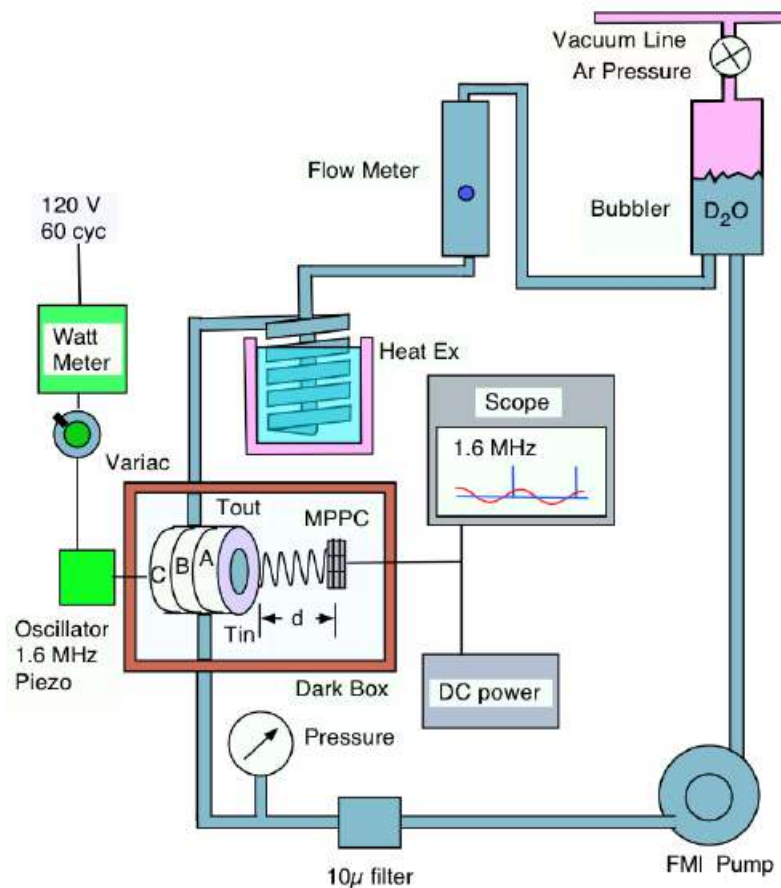 Vacuum Line
Ar Pressure
Flow Meter
Bubbler
D₂O
120 V
60 cyc
Watt
Meter
Heat Ex
Scope
1.6 MHz
Variac
Tout
MPPC
C
B
A
d
Tin
Oscillator
1.6 MHz
Piezo
Dark Box
DC power
Pressure
10µ filter
FMI Pump